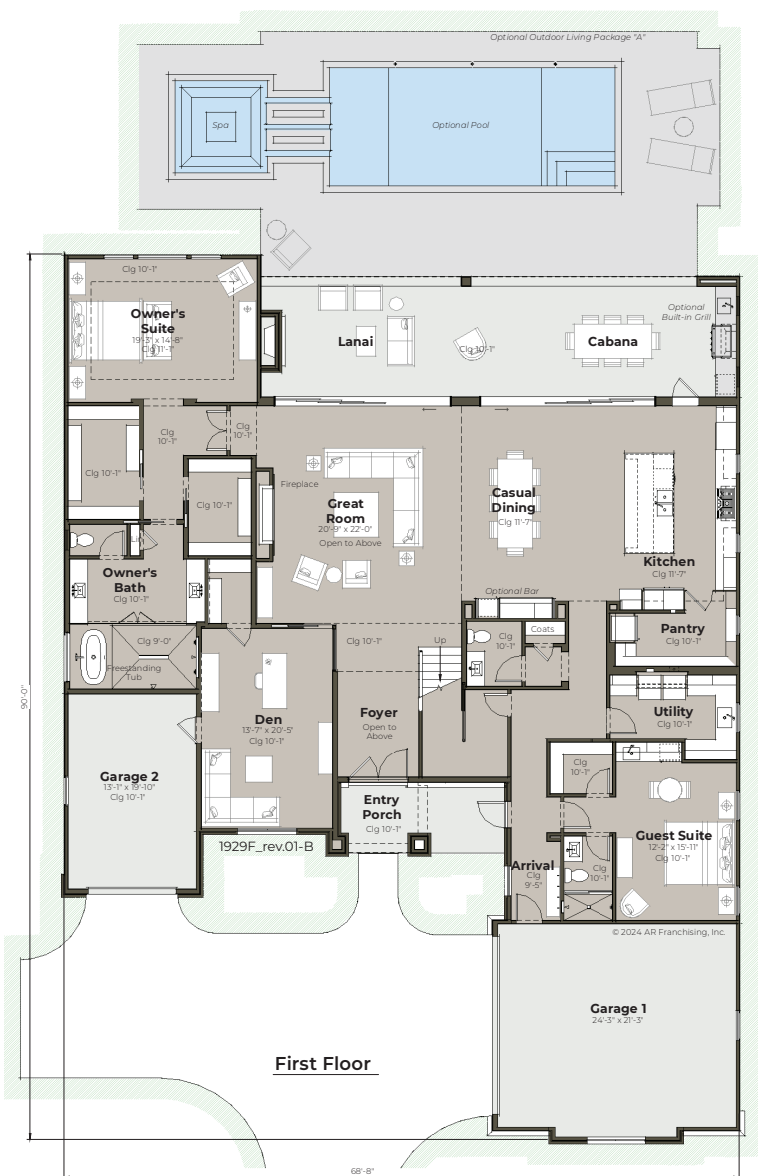 Optional Outdoor Living Package "A"
Spa
Optional Pool
Clg 10'-1"
Owner's
Suite
19'-3" x 14'-8"
Clg 11'-1"
Lanai
Clg 10'-1"
Cabana
Optional
Built-in Grill
Clg
10'-1"
Clg
10'-1"
Clg 10'-1"
Clg 10'-1"
Fireplace
Great
Room
20'-9" x 22'-0"
Open to Above
Casual
Dining
Clg 11'-7"
Kitchen
Clg 11'-7"
Lin
Owner's
Bath
Clg 10'-1"
Optional Bar
Clg 9'-0"
Freestanding
Tub
Clg 10'-1"
Up
Clg
10'-1"
Coats
Pantry
Clg 10'-1"
90'-0"
Den
13'-7" x 20'-5"
Clg 10'-1"
Foyer
Open to
Above
Utility
Clg 10'-1"
Garage 2
13'-1" x 19'-10"
Clg 10'-1"
Clg
10'-1"
Entry
Porch
Clg 10'-1"
Guest Suite
12'-2" x 15'-11"
Clg 10'-1"
1929F_rev.01-B
Arrival
Clg
9'-5"
Clg
10'-1"
© 2024 AR Franchising, Inc.
Garage 1
24'-3" x 21'-3"
First Floor
68'-8"